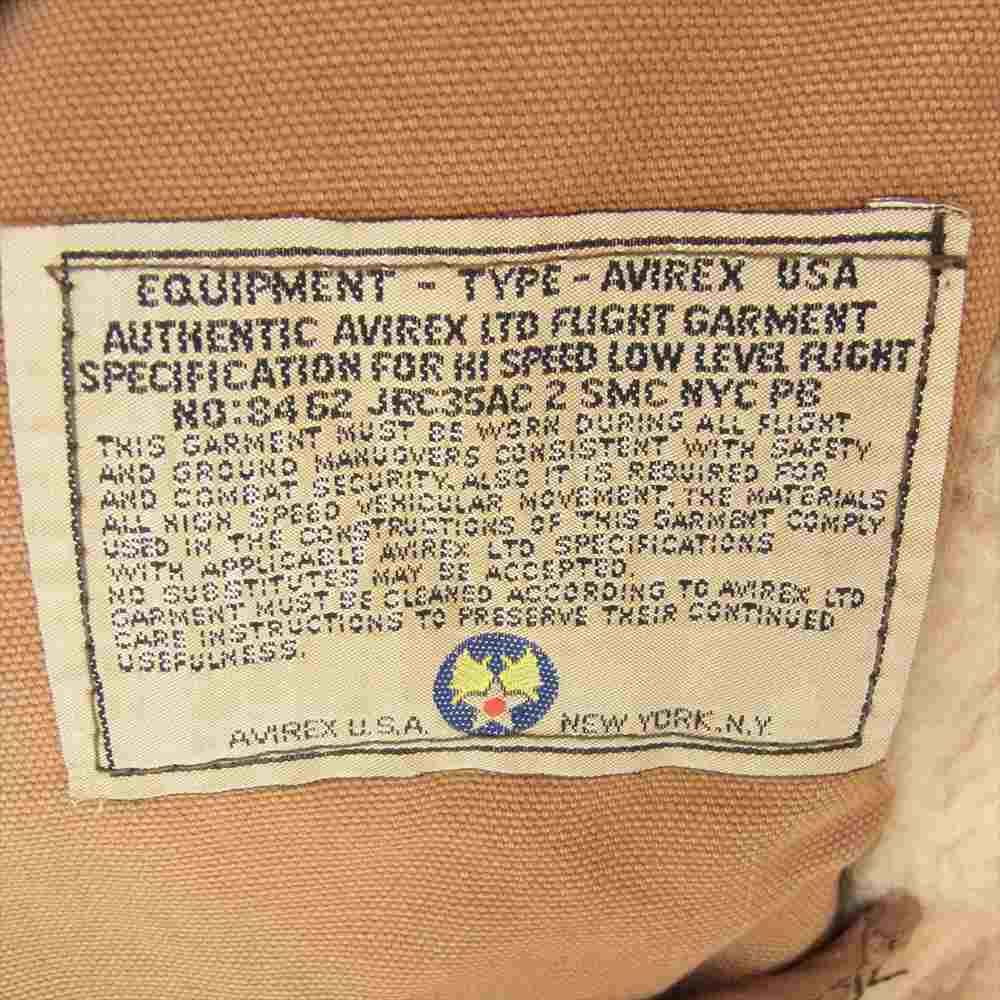 EQUIPMENT - TYPE - AVIREX USA
AUTHENTIC AVIREX LTD FLIGHT GARMENT
SPECIFICATION FOR HI SPEED LOW LEVEL FLIGHT
NO:8462 JRC35AC 2 SMC NYC PB
THIS GARMENT MUST BE WORN DURING ALL FLIGHT
AND GROUND MANUOVERS CONSISTENT WITH SAFETY
AND COMBAT SECURITY. ALSO IT IS REQUIRED FOR
ALL HIGH SPEED VEHICULAR MOVEMENT. THE MATERIALS
USED IN THE CONSTRUCTIONS OF THIS GARMENT COMPLY
WITH APPLICABLE AVIREX LTD SPECIFICATIONS
NO SUBSTITUTES MAY BE ACCEPTED.
GARMENT MUST BE CLEANED ACCORDING TO AVIREX LTD
CARE INSTRUCTIONS TO PRESERVE THEIR CONTINUED
USEFULNESS.
AVIREX U.S.A. NEW YORK, N.Y.